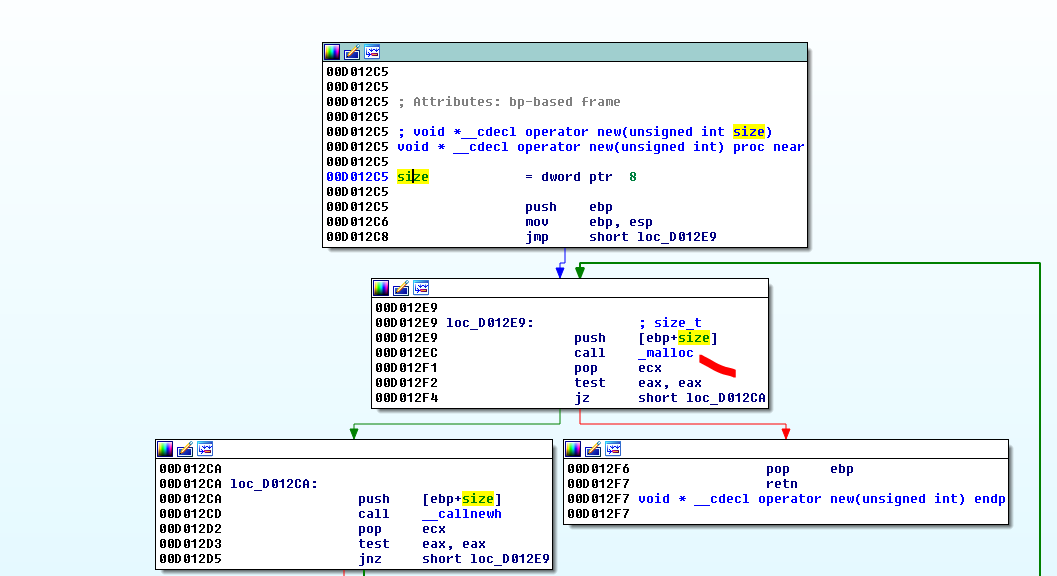 00D012C5
00D012C5
00D012C5 ; Attributes: bp-based frame
00D012C5
00D012C5 ; void *__cdecl operator new(unsigned int size)
00D012C5 void * __cdecl operator new(unsigned int) proc near
00D012C5
00D012C5 size = dword ptr 8
00D012C5
00D012C5 push ebp
00D012C6 mov ebp, esp
00D012C8 jmp short loc_D012E9
00D012E9
00D012E9 loc_D012E9: ; size_t
00D012E9 push [ebp+size]
00D012EC call _malloc
00D012F1 pop ecx
00D012F2 test eax, eax
00D012F4 jz short loc_D012CA
00D012CA
00D012CA loc_D012CA:
00D012CA push [ebp+size]
00D012CD call __callnewh
00D012D2 pop ecx
00D012D3 test eax, eax
00D012D5 jnz short loc_D012E9
00D012F6 pop ebp
00D012F7 retn
00D012F7 void * __cdecl operator new(unsigned int) endp
00D012F7